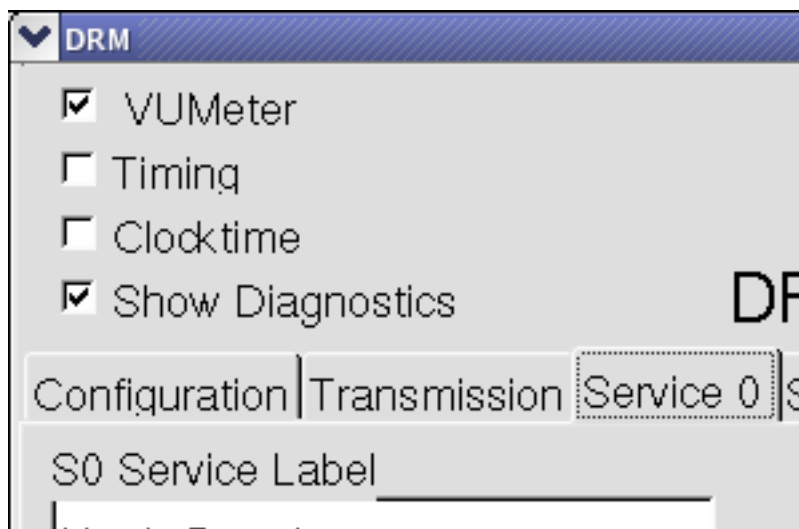 DRM
VUMeter
Timing
Clocktime
Show Diagnostics
Configuration Transmission Service 0
S0 Service Label